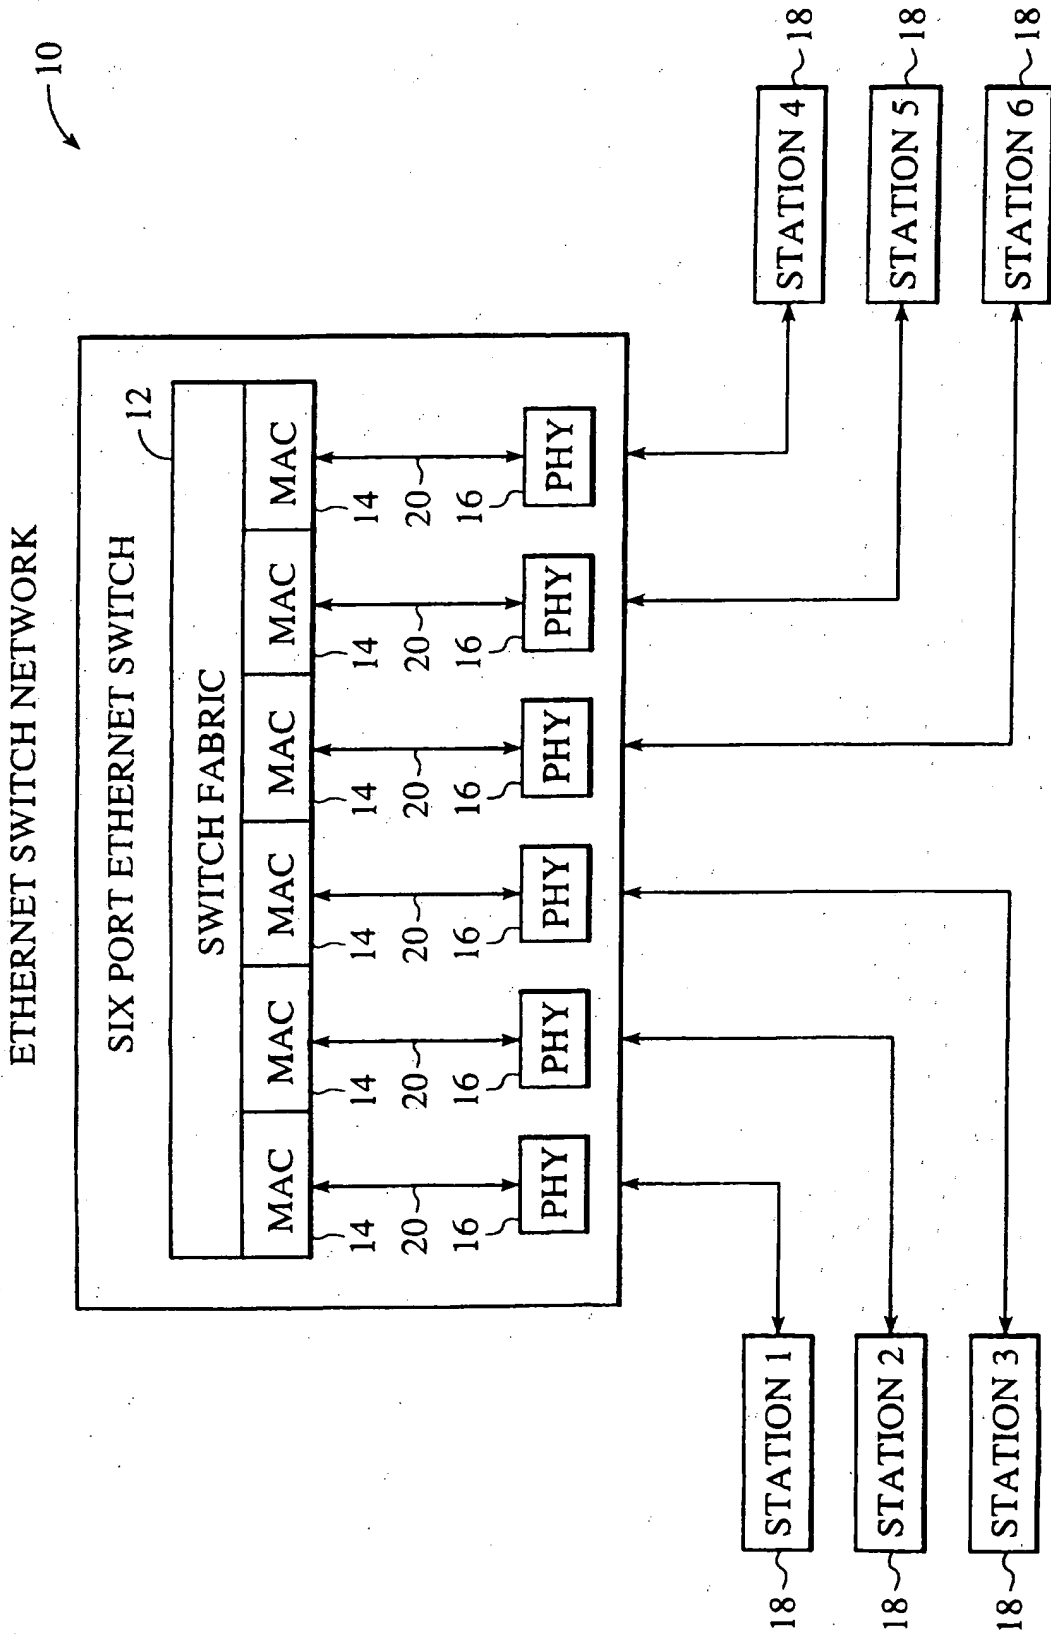 ETHERNET SWITCH NETWORK
10
SIX PORT ETHERNET SWITCH
12
SWITCH FABRIC
MAC MAC MAC MAC MAC MAC
14 14 14 14 14 14
20 20 20 20 20 20
16 16 16 16 16 16
PHY PHY PHY PHY PHY PHY
18 STATION 1 STATION 4 18
18 STATION 2 STATION 5 18
18 STATION 3 STATION 6 18